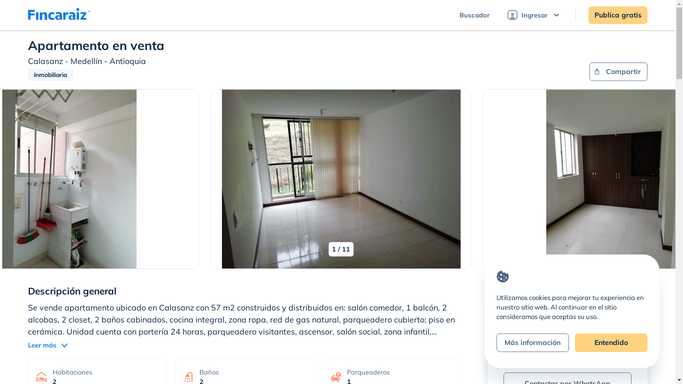 Fincaraiz
Buscador
Ingresar
Publica gratis
Apartamento en venta
Calasanz - Medellín - Antioquia
Inmobiliaria
Compartir
1 / 11
Descripción general
Se vende apartamento ubicado en Calasanz con 57 m2 construidos y distribuidos en: salón comedor, 1 balcón, 2
alcobas, 2 closet, 2 baños cabinados, cocina integral, zona ropa, red de gas natural, parqueadero cubierto; piso en
cerámica. Unidad cuenta con portería 24 horas, parqueadero visitantes, ascensor, salón social, zona infantil....
Leer más
Habitaciones
2
Baños
2
Parqueaderos
1
Utilizamos cookies para mejorar tu experiencia en
nuestro sitio web. Al continuar en el sitio
consideramos que aceptas su uso.
Más información
Entendido
Contactar por WhatsApp